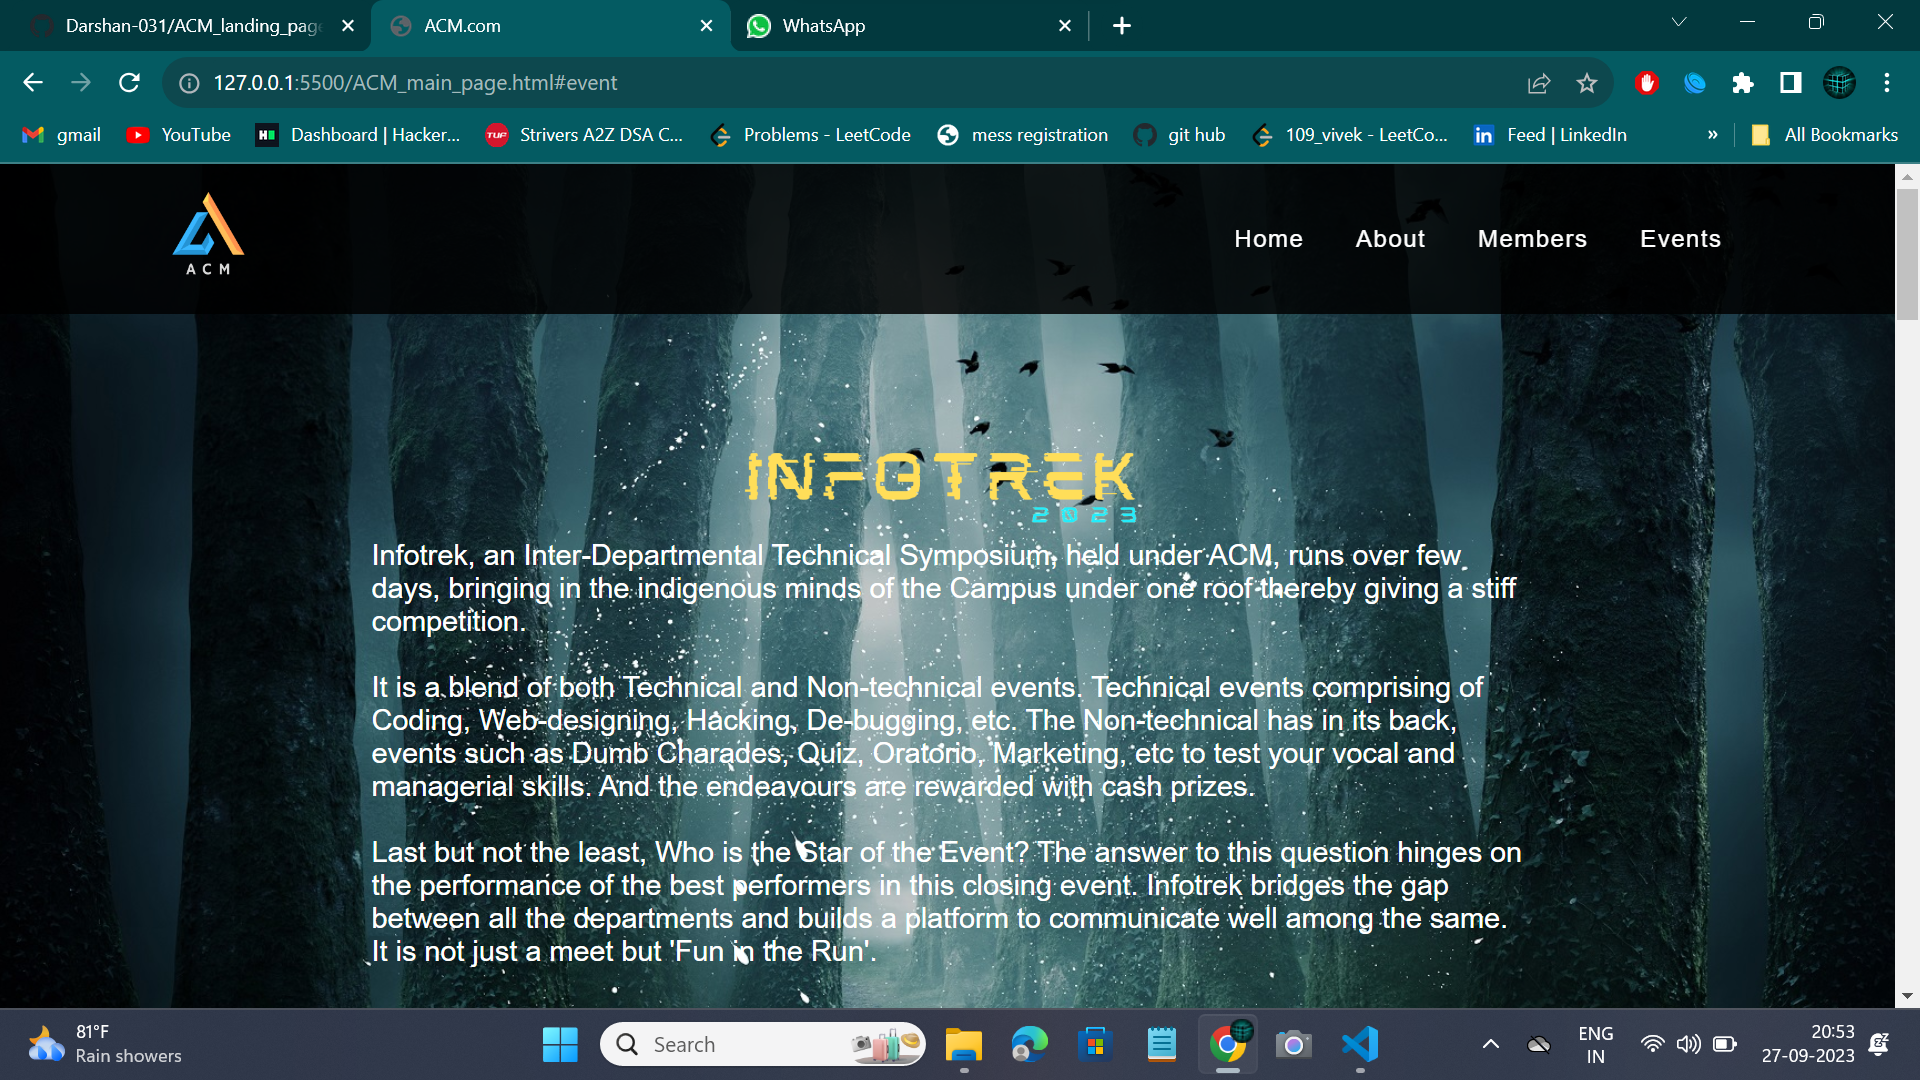 Darshan-031/ACM_landing_page
ACM.com
WhatsApp
127.0.0.1:5500/ACM_main_page.html#event
gmail
YouTube
Dashboard | Hacker...
Strivers A2Z DSA C...
Problems - LeetCode
mess registration
git hub
109_vivek - LeetCo...
Feed | LinkedIn
»
All Bookmarks
ACM
Home
About
Members
Events
INFOTREK
2023
Infotrek, an Inter-Departmental Technical Symposium, held under ACM, runs over few
days, bringing in the indigenous minds of the Campus under one roof thereby giving a stiff
competition.
It is a blend of both Technical and Non-technical events. Technical events comprising of
Coding, Web-designing, Hacking, De-bugging, etc. The Non-technical has in its back,
events such as Dumb Charades, Quiz, Oratorio, Marketing, etc to test your vocal and
managerial skills. And the endeavours are rewarded with cash prizes.
Last but not the least, Who is the Star of the Event? The answer to this question hinges on
the performance of the best performers in this closing event. Infotrek bridges the gap
between all the departments and builds a platform to communicate well among the same.
It is not just a meet but 'Fun in the Run'.
81°F
Rain showers
Search
ENG
IN
20:53
27-09-2023